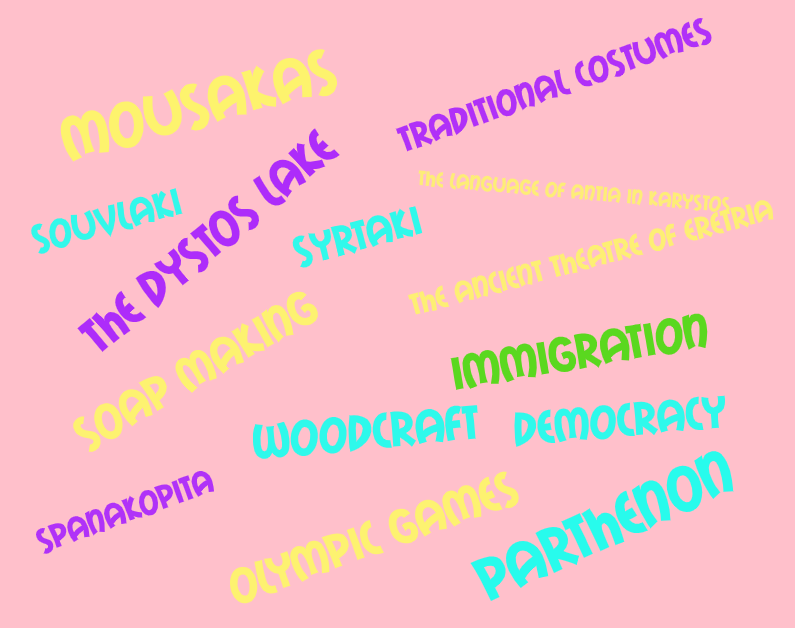 MOUSAKAS
TRADITIONAL COSTUMES
SOUVLAKI
THE DYSTOS LAKE
THE LANGUAGE OF ANTIA IN KARYSTOS
SYRTAKI
THE ANCIENT THEATRE OF ERETRIA
SOAP MAKING
IMMIGRATION
WOODCRAFT
DEMOCRACY
SPANAKOPITA
OLYMPIC GAMES
PARTHENON